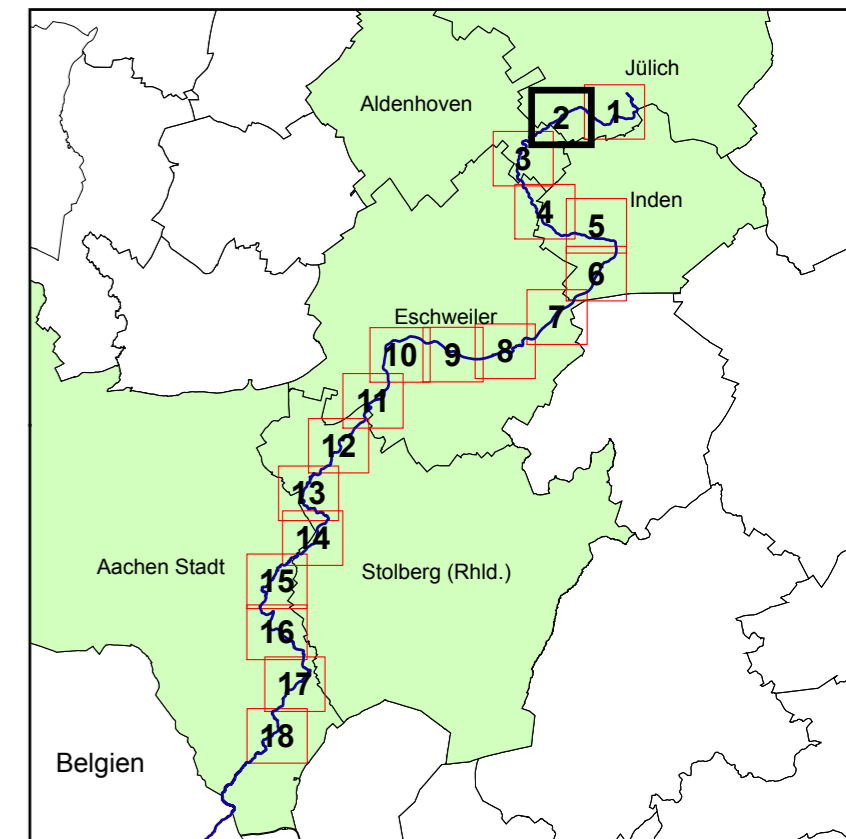 Jülich
Aldenhoven
2
1
3
Inden
4
5
6
Eschweiler
7
10
9
8
11
12
13
14
Aachen Stadt
Stolberg (Rhld.)
15
16
17
18
Belgien